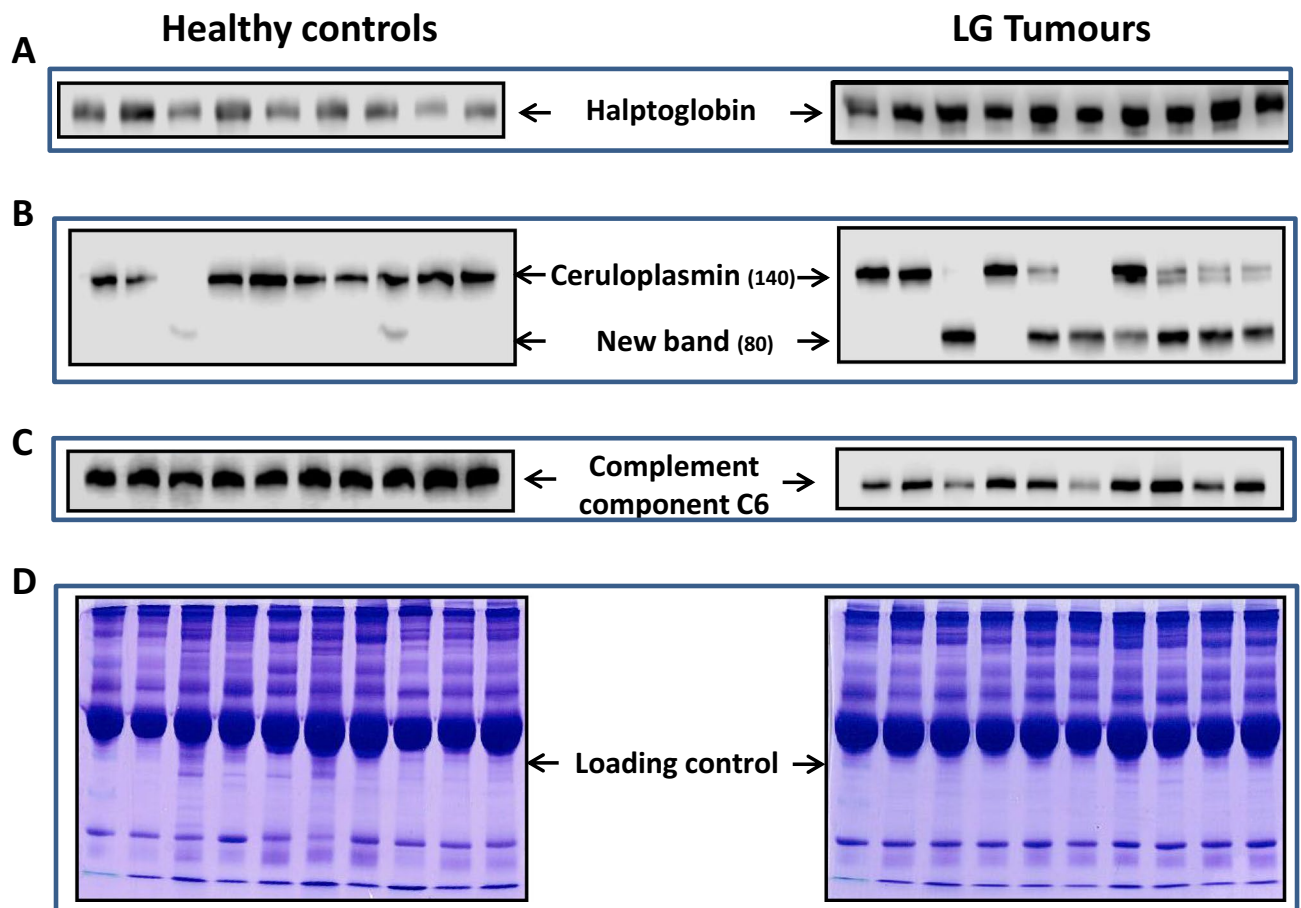 Healthy controls
LG Tumours
A
Halptoglobin
B
Ceruloplasmin (140)
New band (80)
C
Complement
component C6
D
Loading control